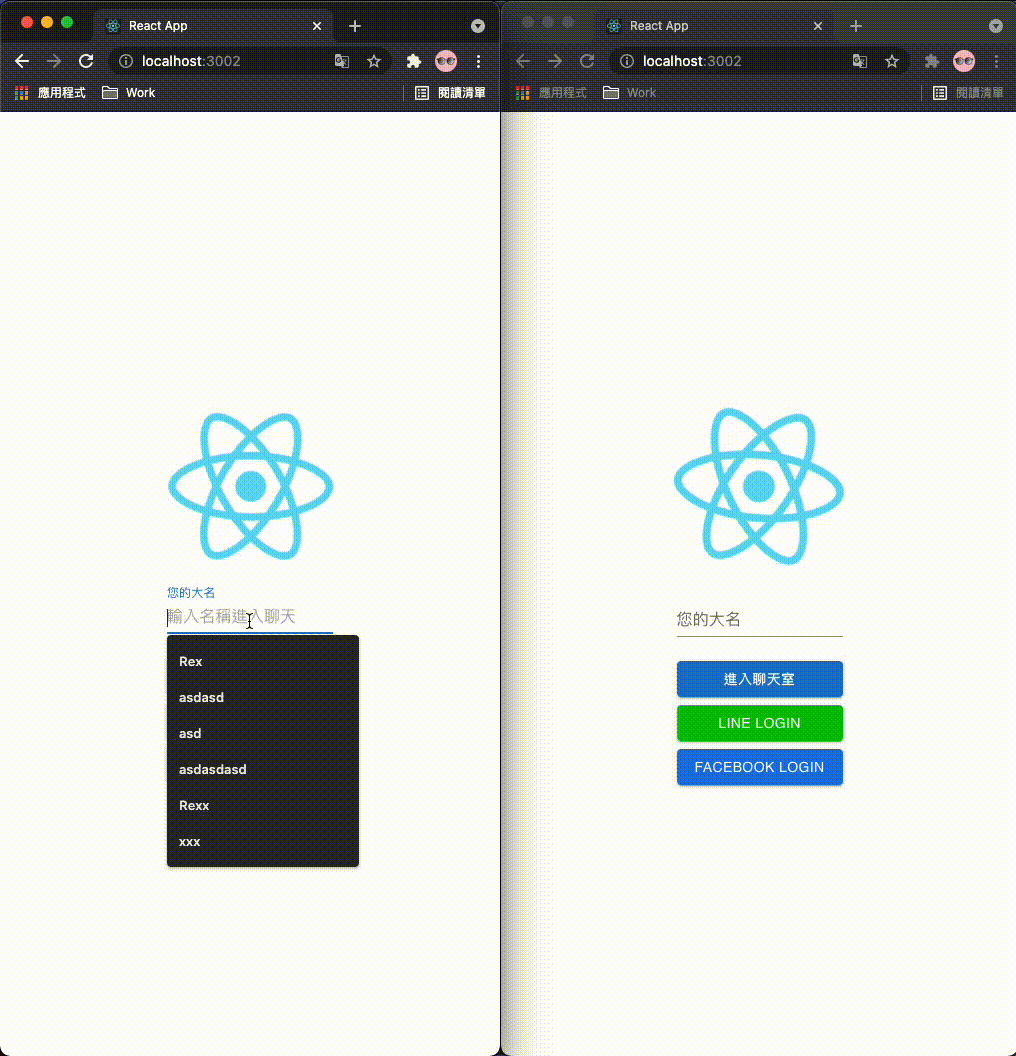 React App
localhost:3002
應用程式 Work 閱讀清單
您的大名
輸入名稱進入聊天
Rex
asdasd
asd
asdasdasd
Rexx
xxx
React App
localhost:3002
應用程式 Work 閱讀清單
您的大名
進入聊天室
LINE LOGIN
FACEBOOK LOGIN